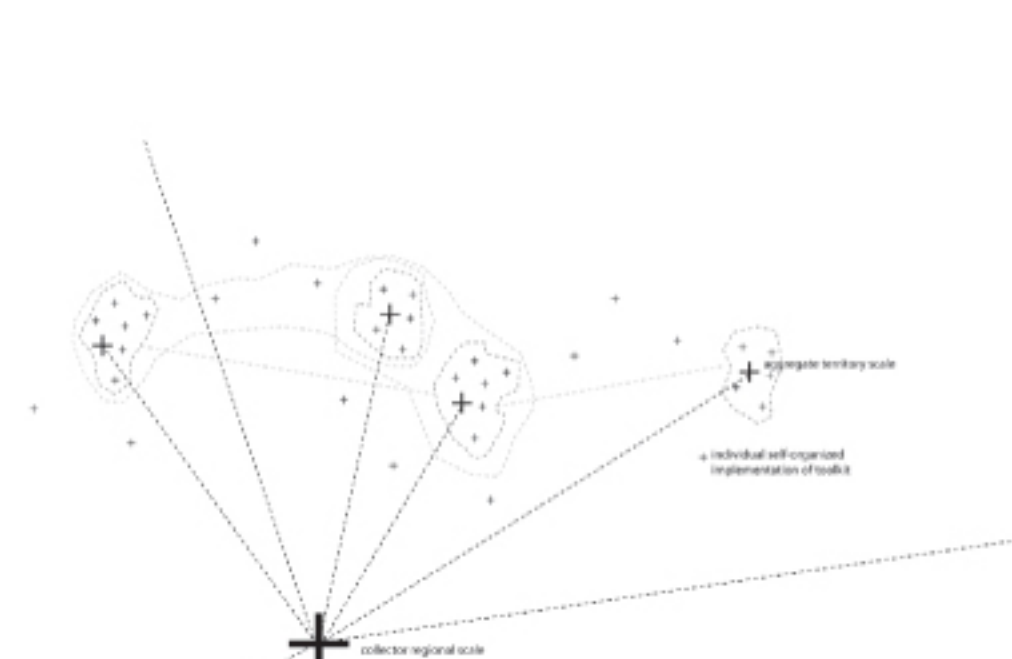 aggregate territory scale
individual self-organized
implementation of toolkit
collector regional scale